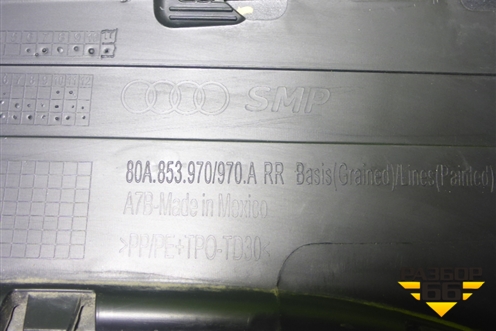 SMP
80A.853.970/970.A RR Basis(Grained)/Lines(Painted)
A7B-Made in Mexico
>PP/PE+TPO-TD30<
РАЗБОР
66